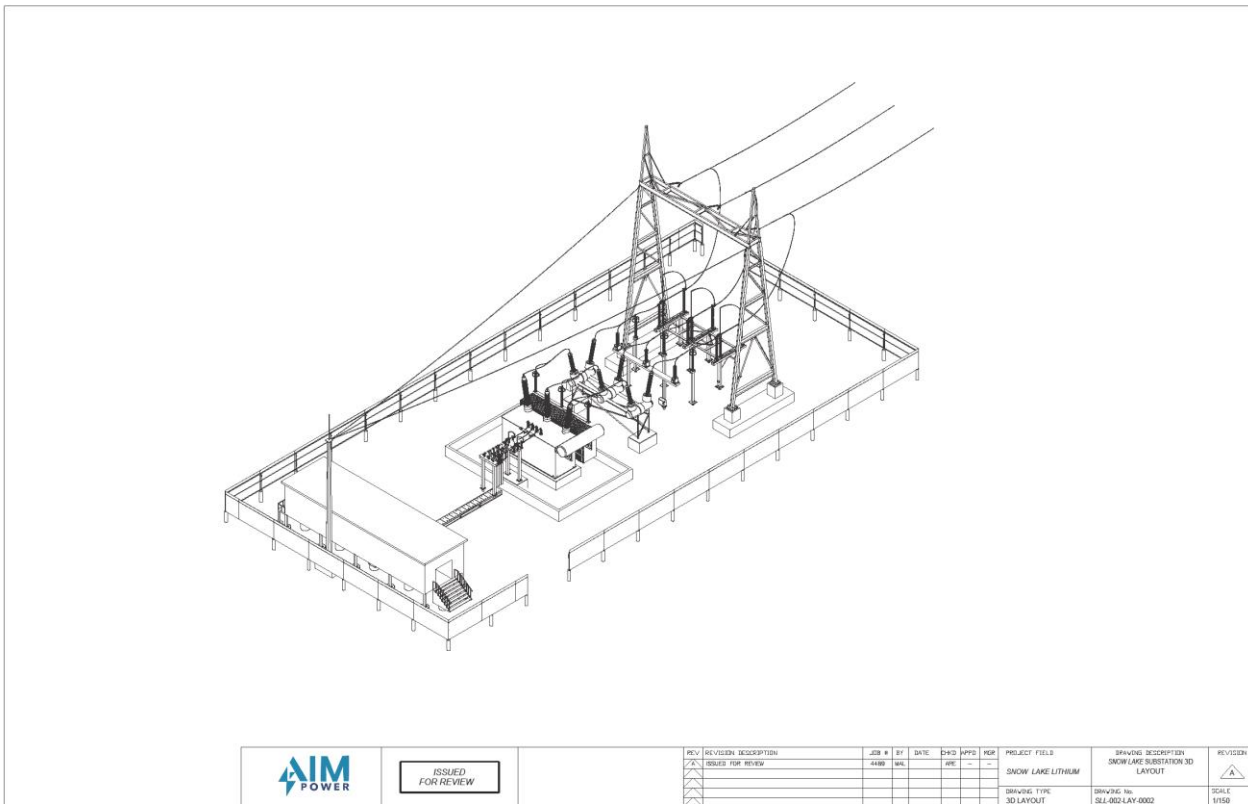 AIM
POWER
ISSUED
FOR REVIEW
REV REVISION DESCRIPTION JOB # BY DATE CHKD APPD MGR
A ISSUED FOR REVIEW 4489 WAL APE - -
PROJECT FIELD
SNOW LAKE LITHIUM
DRAWING DESCRIPTION
SNOW LAKE SUBSTATION 3D
LAYOUT
REVISION
A
DRAWING TYPE
3D LAYOUT
DRAWING No.
SLL-002-LAY-0002
SCALE
1/150